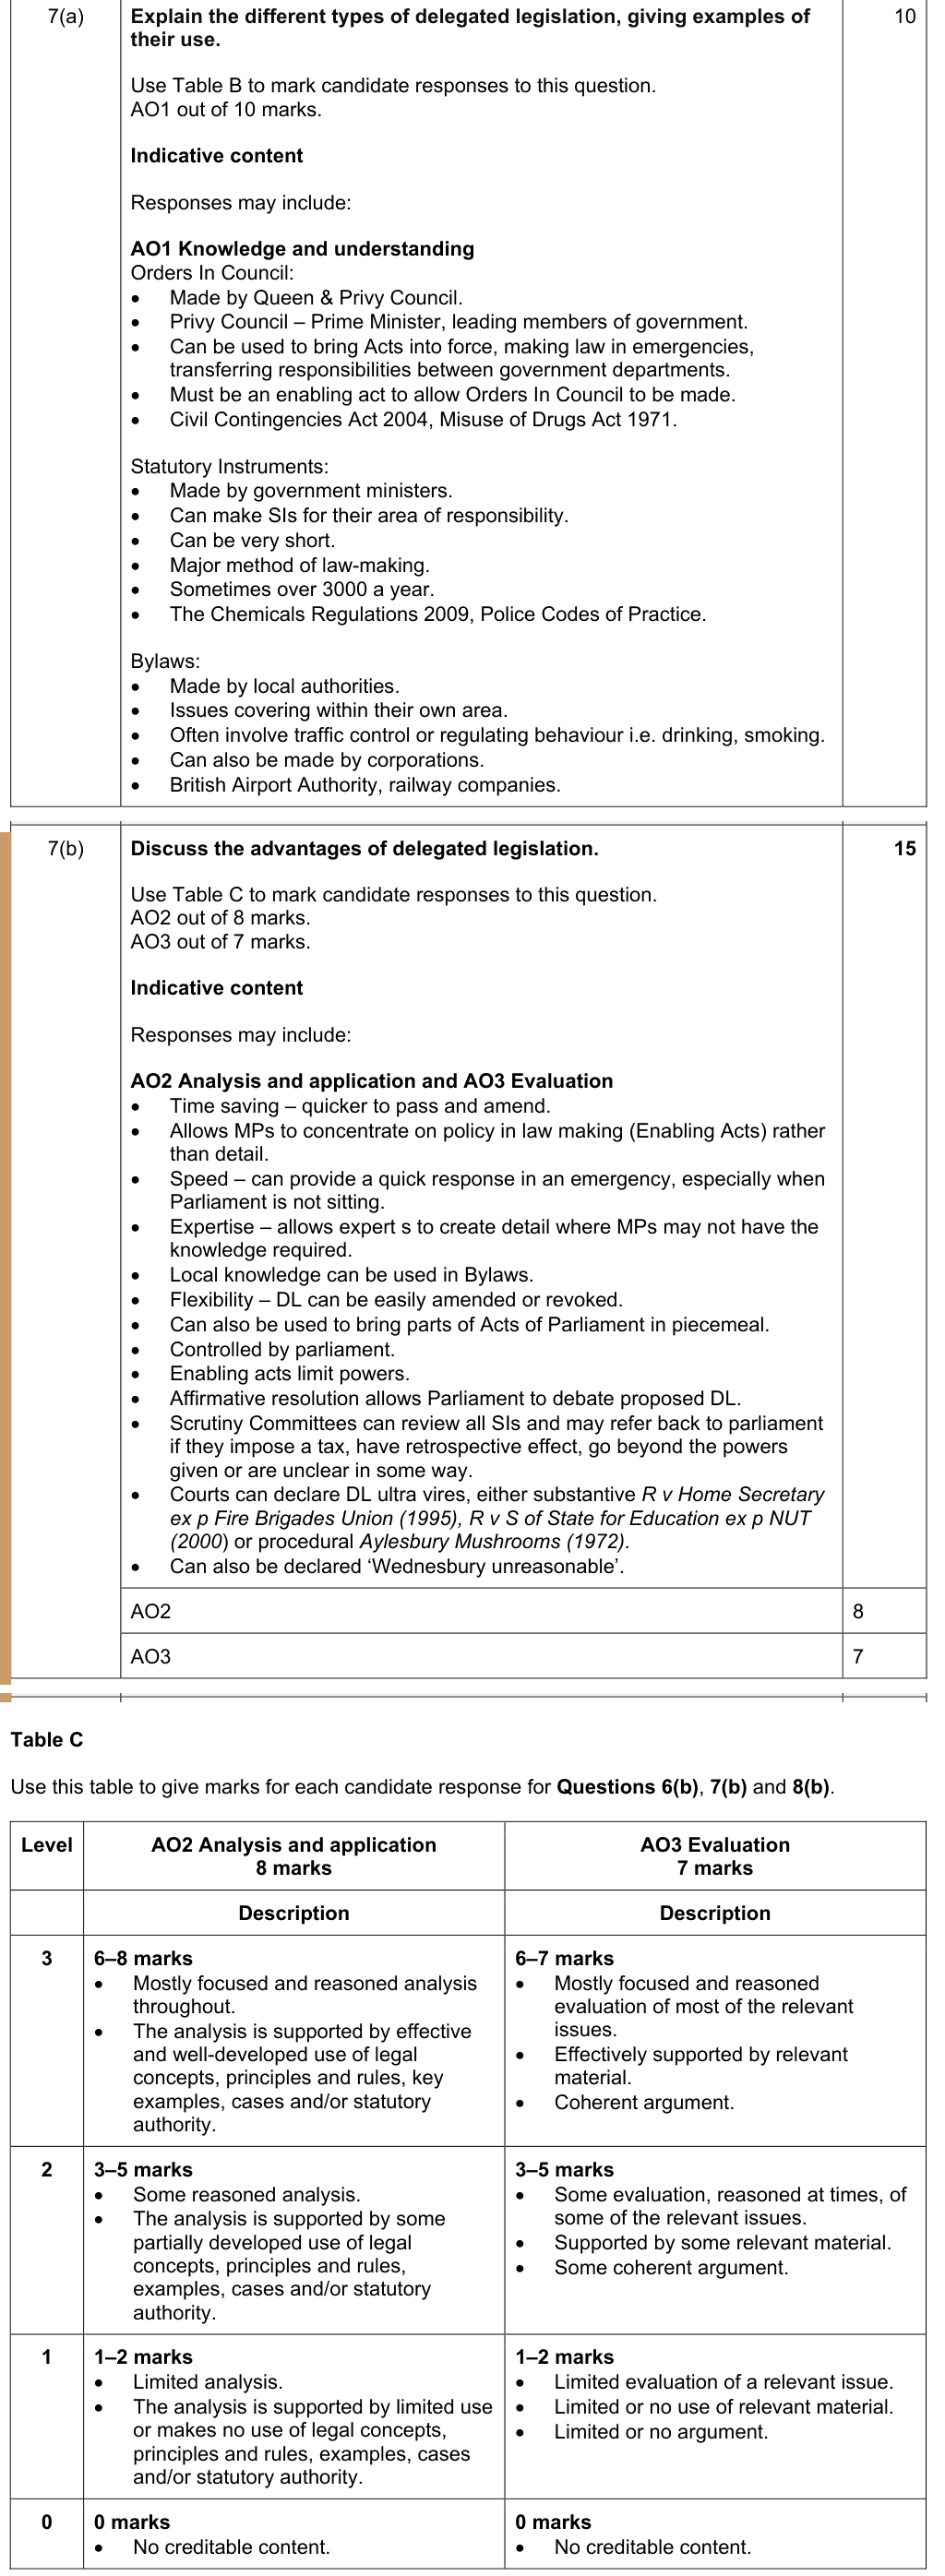 7(a) Explain the different types of delegated legislation, giving examples of 10
their use.
Use Table B to mark candidate responses to this question.
AO1 out of 10 marks.
Indicative content
Responses may include:
AO1 Knowledge and understanding
Orders In Council:
• Made by Queen & Privy Council.
• Privy Council – Prime Minister, leading members of government.
• Can be used to bring Acts into force, making law in emergencies,
transferring responsibilities between government departments.
• Must be an enabling act to allow Orders In Council to be made.
• Civil Contingencies Act 2004, Misuse of Drugs Act 1971.
Statutory Instruments:
• Made by government ministers.
• Can make SIs for their area of responsibility.
• Can be very short.
• Major method of law-making.
• Sometimes over 3000 a year.
• The Chemicals Regulations 2009, Police Codes of Practice.
Bylaws:
• Made by local authorities.
• Issues covering within their own area.
• Often involve traffic control or regulating behaviour i.e. drinking, smoking.
• Can also be made by corporations.
• British Airport Authority, railway companies.
7(b) Discuss the advantages of delegated legislation. 15
Use Table C to mark candidate responses to this question.
AO2 out of 8 marks.
AO3 out of 7 marks.
Indicative content
Responses may include:
AO2 Analysis and application and AO3 Evaluation
• Time saving – quicker to pass and amend.
• Allows MPs to concentrate on policy in law making (Enabling Acts) rather
than detail.
• Speed – can provide a quick response in an emergency, especially when
Parliament is not sitting.
• Expertise – allows expert s to create detail where MPs may not have the
knowledge required.
• Local knowledge can be used in Bylaws.
• Flexibility – DL can be easily amended or revoked.
• Can also be used to bring parts of Acts of Parliament in piecemeal.
• Controlled by parliament.
• Enabling acts limit powers.
• Affirmative resolution allows Parliament to debate proposed DL.
• Scrutiny Committees can review all SIs and may refer back to parliament
if they impose a tax, have retrospective effect, go beyond the powers
given or are unclear in some way.
• Courts can declare DL ultra vires, either substantive R v Home Secretary
ex p Fire Brigades Union (1995), R v S of State for Education ex p NUT
(2000) or procedural Aylesbury Mushrooms (1972).
• Can also be declared ‘Wednesbury unreasonable’.
AO2 8
AO3 7
Table C
Use this table to give marks for each candidate response for Questions 6(b), 7(b) and 8(b).
Level
AO2 Analysis and application
8 marks
AO3 Evaluation
7 marks
Description
Description
3
6–8 marks
• Mostly focused and reasoned analysis
throughout.
• The analysis is supported by effective
and well-developed use of legal
concepts, principles and rules, key
examples, cases and/or statutory
authority.
6–7 marks
• Mostly focused and reasoned
evaluation of most of the relevant
issues.
• Effectively supported by relevant
material.
• Coherent argument.
2
3–5 marks
• Some reasoned analysis.
• The analysis is supported by some
partially developed use of legal
concepts, principles and rules,
examples, cases and/or statutory
authority.
3–5 marks
• Some evaluation, reasoned at times, of
some of the relevant issues.
• Supported by some relevant material.
• Some coherent argument.
1
1–2 marks
• Limited analysis.
• The analysis is supported by limited use
or makes no use of legal concepts,
principles and rules, examples, cases
and/or statutory authority.
1–2 marks
• Limited evaluation of a relevant issue.
• Limited or no use of relevant material.
• Limited or no argument.
0
0 marks
• No creditable content.
0 marks
• No creditable content.